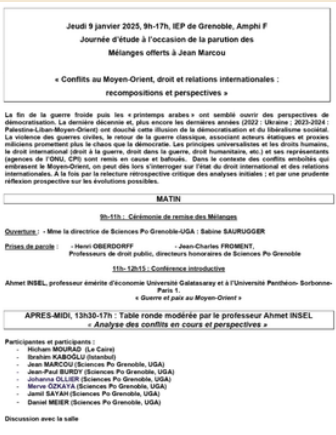 Jeudi 9 janvier 2025, 9h-17h, IEP de Grenoble, Amphi F
Journée d'étude à l'occasion de la parution des
Mélanges offerts à Jean Marcou
« Conflits au Moyen-Orient, droit et relations internationales :
recompositions et perspectives »
La fin de la guerre froide puis les « printemps arabes » ont semblé ouvrir des perspectives de
démocratisation. La dernière décennie et, plus encore les dernières années (2022 : Ukraine ; 2023-2024 :
Palestine-Liban-Moyen-Orient) ont douché cette illusion de la démocratisation et du libéralisme sociétal.
La violence des guerres civiles, le retour de la guerre classique, associant acteurs étatiques et proxies
miliciens promettent plus le chaos que la démocratie. Les principes universalistes et les droits humains,
le droit international (droit à la guerre, droit dans la guerre, droit humanitaire, etc.) et ses représentants
(agences de l'ONU, CPI) sont remis en cause et bafoués. Dans le contexte des conflits emboîtés qui
embrasent le Moyen-Orient, on peut dès lors s'interroger sur l'état du droit international et des relations
internationales. A la fois par la relecture rétrospective critique des analyses initiales ; et par une prudente
réflexion prospective sur les évolutions possibles.
MATIN
9h-11h : Cérémonie de remise des Mélanges
Ouverture : - Mme la directrice de Sciences Po Grenoble-UGA : Sabine SAURUGGER
Prises de parole : - Henri OBERDORFF - Jean-Charles FROMENT,
Professeurs de droit public, directeurs honoraires de Sciences Po Grenoble
11h- 12h15 : Conférence introductive
Ahmet INSEL, professeur émérite d'économie Université Galatasaray et à l'Université Panthéon- Sorbonne-
Paris 1.
« Guerre et paix au Moyen-Orient »
APRES-MIDI, 13h30-17h : Table ronde modérée par le professeur Ahmet INSEL
« Analyse des conflits en cours et perspectives »
Participantes et participants :
- Hicham MOURAD (Le Caire)
- Ibrahim KABOĞLU (Istanbul)
- Jean MARCOU (Sciences Po Grenoble, UGA)
- Jean-Paul BURDY (Sciences Po Grenoble, UGA)
- Johanna OLLIER (Sciences Po Grenoble, UGA)
- Merve ÖZKAYA (Sciences Po Grenoble, UGA)
- Jamil SAYAH (Sciences Po Grenoble, UGA)
- Daniel MEIER (Sciences Po Grenoble, UGA)
Discussion avec la salle